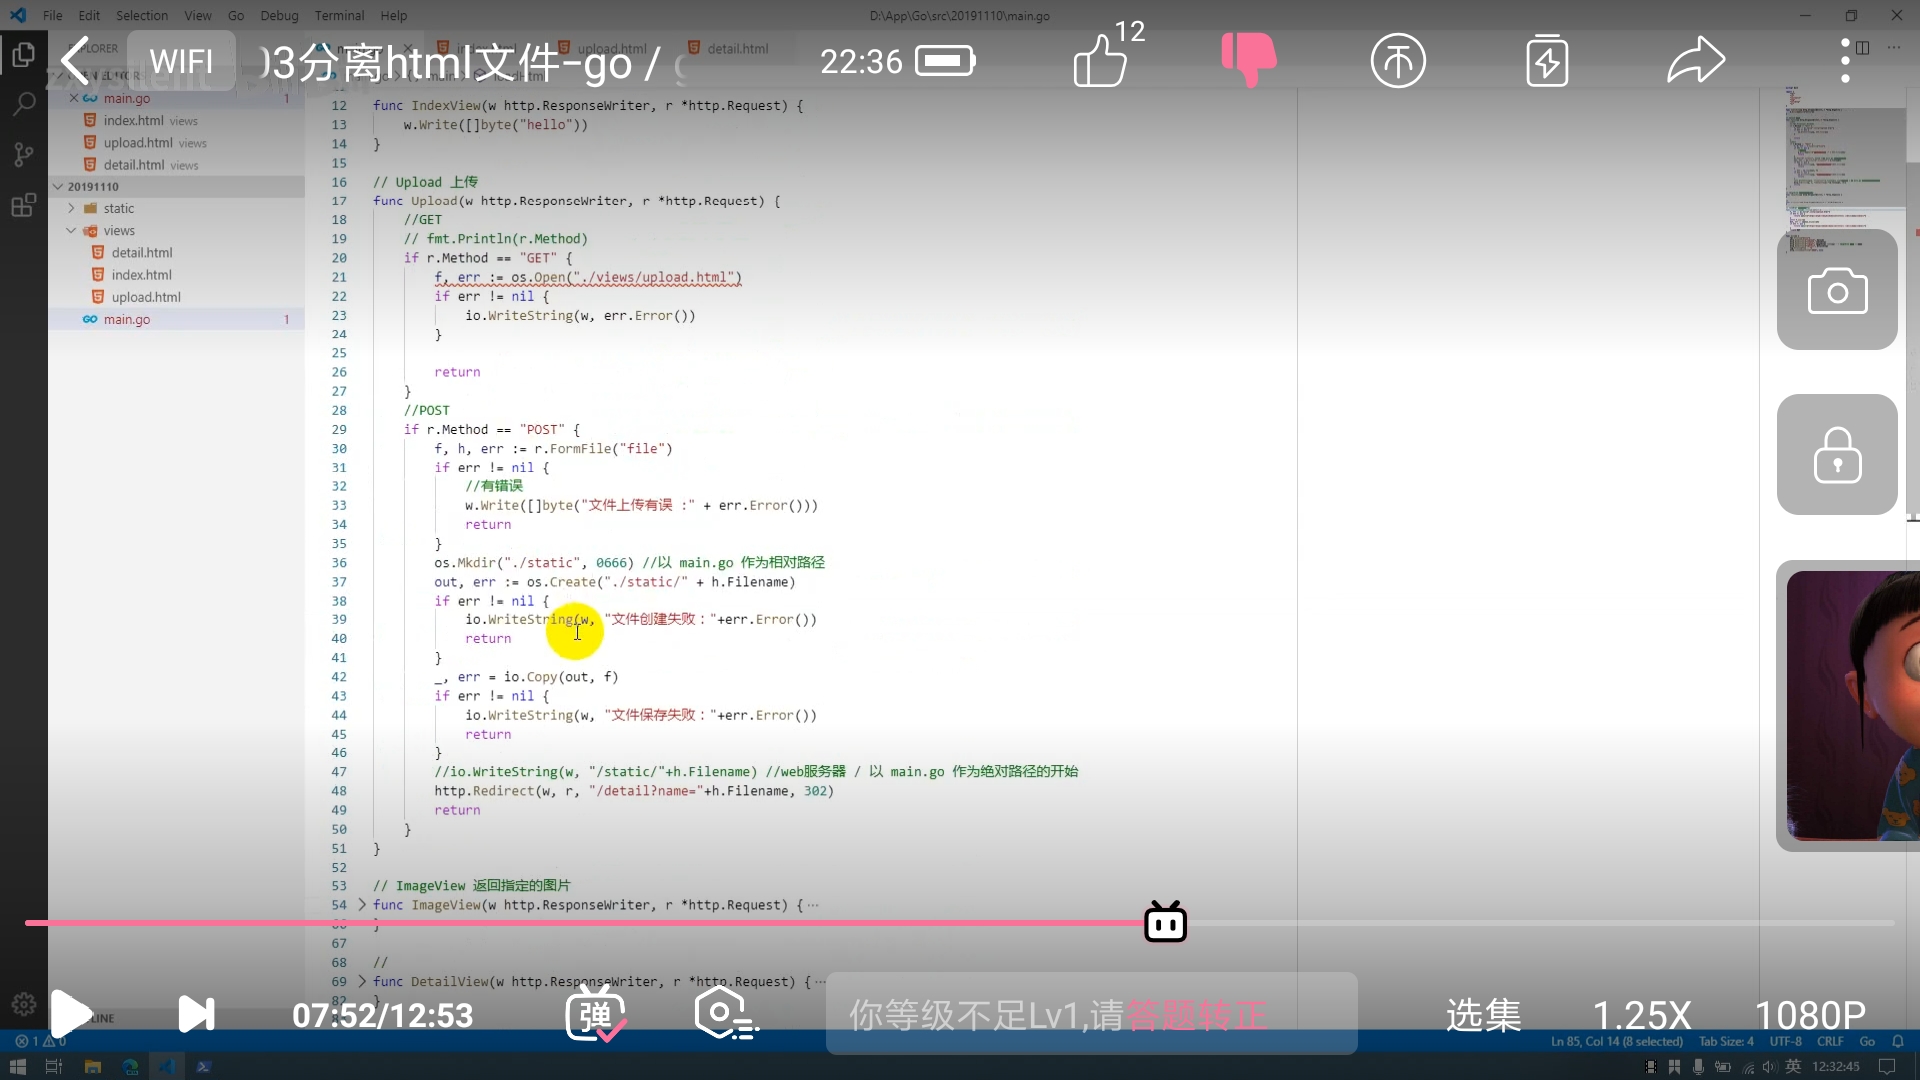 File Edit Selection View Go Debug Terminal Help
D:\App\Go\src\20191110\main.go
WIFI
03分离html文件-go /
22:36
12
detail.html
main.go 1
index.html views
upload.html views
detail.html views
20191110
static
views
detail.html
index.html
upload.html
main.go 1
12 func IndexView(w http.ResponseWriter, r *http.Request) {
13 w.Write([]byte("hello"))
14 }
15
16 // Upload 上传
17 func Upload(w http.ResponseWriter, r *http.Request) {
18 //GET
19 // fmt.Println(r.Method)
20 if r.Method == "GET" {
21 f, err := os.Open("./views/upload.html")
22 if err != nil {
23 io.WriteString(w, err.Error())
24 }
25
26 return
27 }
28 //POST
29 if r.Method == "POST" {
30 f, h, err := r.FormFile("file")
31 if err != nil {
32 //有错误
33 w.Write([]byte("文件上传有误 :" + err.Error()))
34 return
35 }
36 os.Mkdir("./static", 0666) //以 main.go 作为相对路径
37 out, err := os.Create("./static/" + h.Filename)
38 if err != nil {
39 io.WriteString(w, "文件创建失败："+err.Error())
40 return
41 }
42 _, err = io.Copy(out, f)
43 if err != nil {
44 io.WriteString(w, "文件保存失败："+err.Error())
45 return
46 }
47 //io.WriteString(w, "/static/"+h.Filename) //web服务器 / 以 main.go 作为绝对路径的开始
48 http.Redirect(w, r, "/detail?name="+h.Filename, 302)
49 return
50 }
51 }
52
53 // ImageView 返回指定的图片
54 func ImageView(w http.ResponseWriter, r *http.Request) {…
}
67
68 //
69 func DetailView(w http.ResponseWriter, r *http.Request) {…
82 }
07:52/12:53
弹
你等级不足Lv1,请答题转正
选集
1.25X
1080P
1 0
Ln 85, Col 14 (8 selected) Tab Size: 4 UTF-8 CRLF Go
英 12:32:45